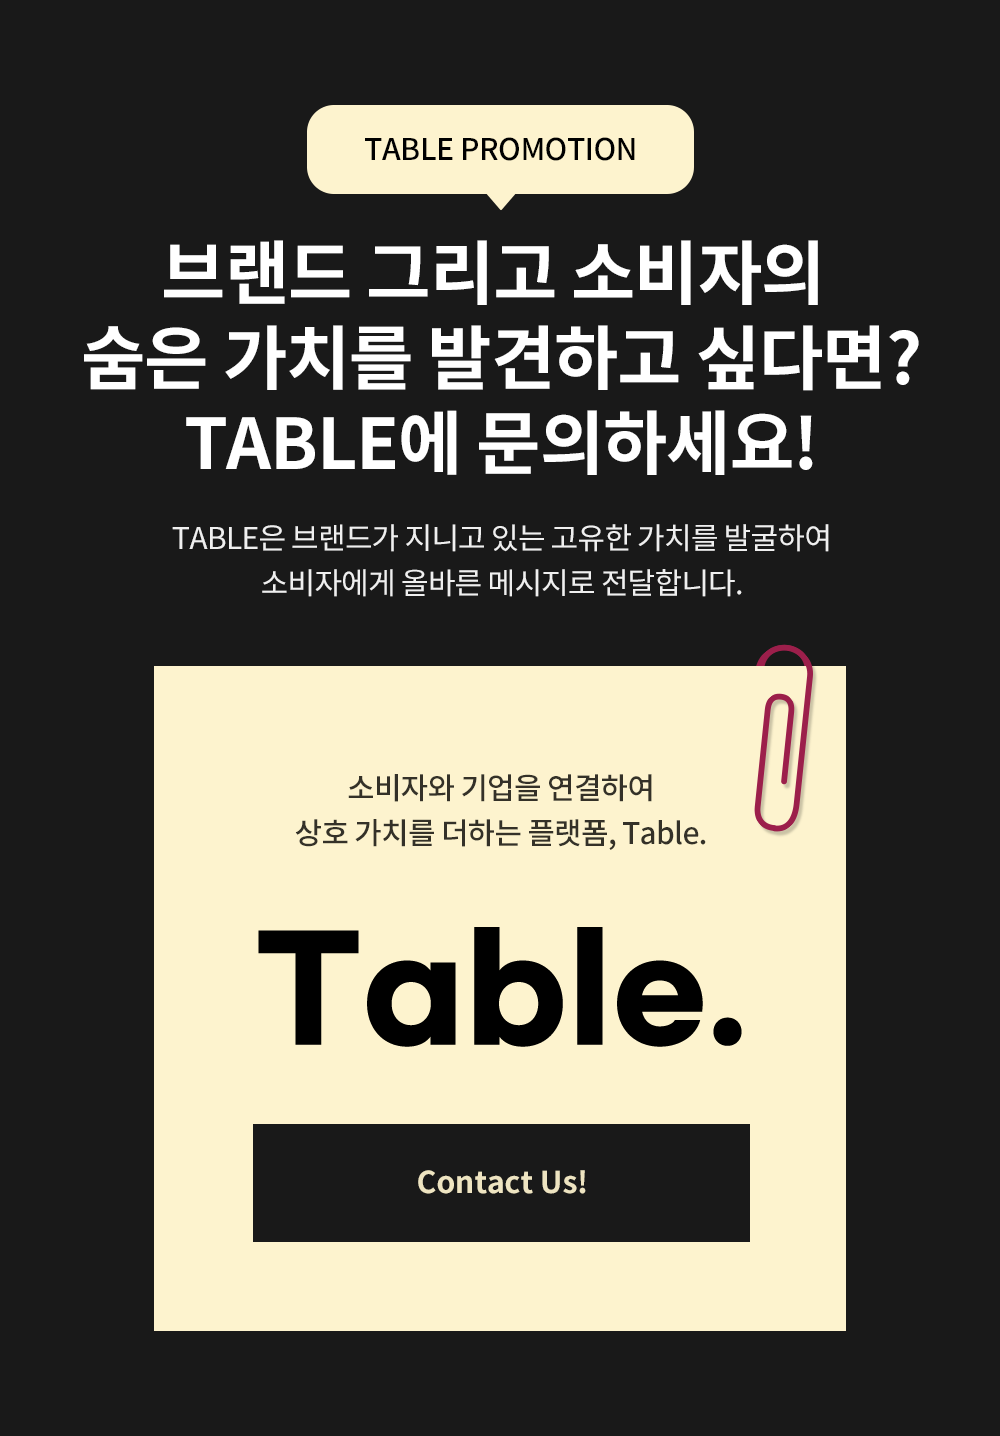 TABLE PROMOTION
브랜드 그리고 소비자의
숨은 가치를 발견하고 싶다면?
TABLE에 문의하세요!
TABLE은 브랜드가 지니고 있는 고유한 가치를 발굴하여
소비자에게 올바른 메시지로 전달합니다.
소비자와 기업을 연결하여
상호 가치를 더하는 플랫폼, Table.
Table.
Contact Us!